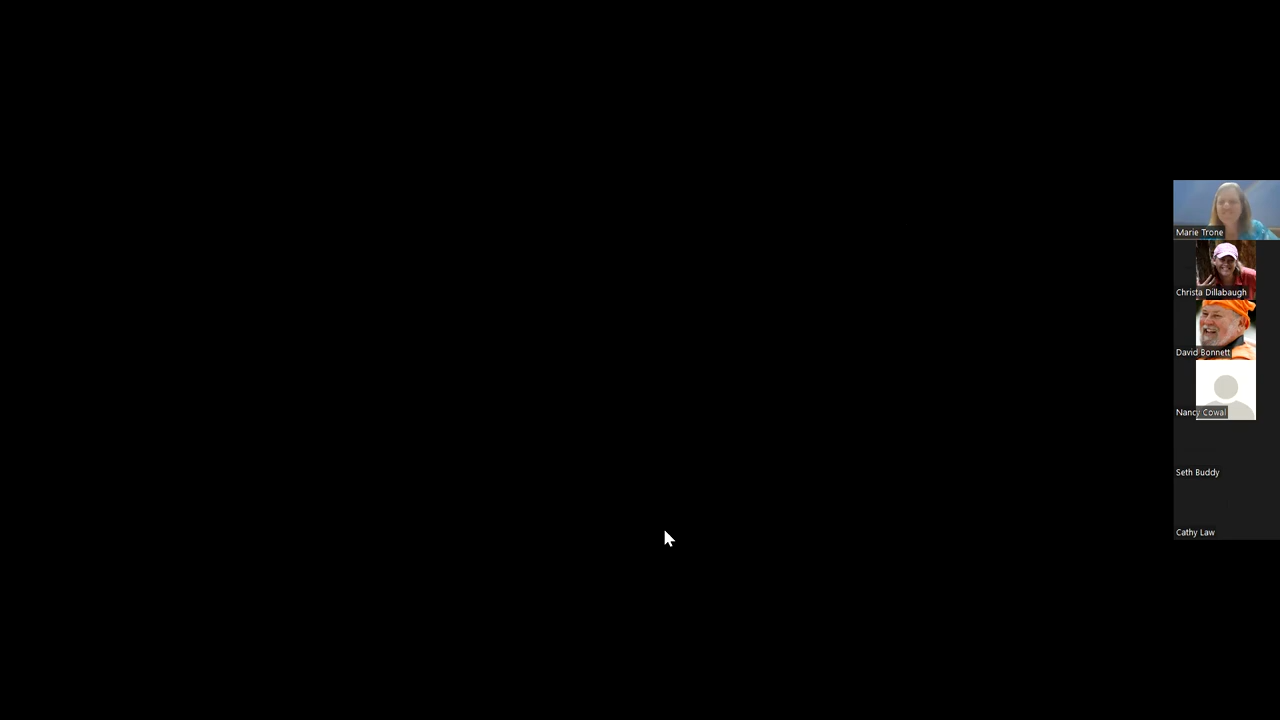 Marie Trone
Christa Dillabaugh
David Bonnett
Nancy Cowal
Seth Buddy
Cathy Law